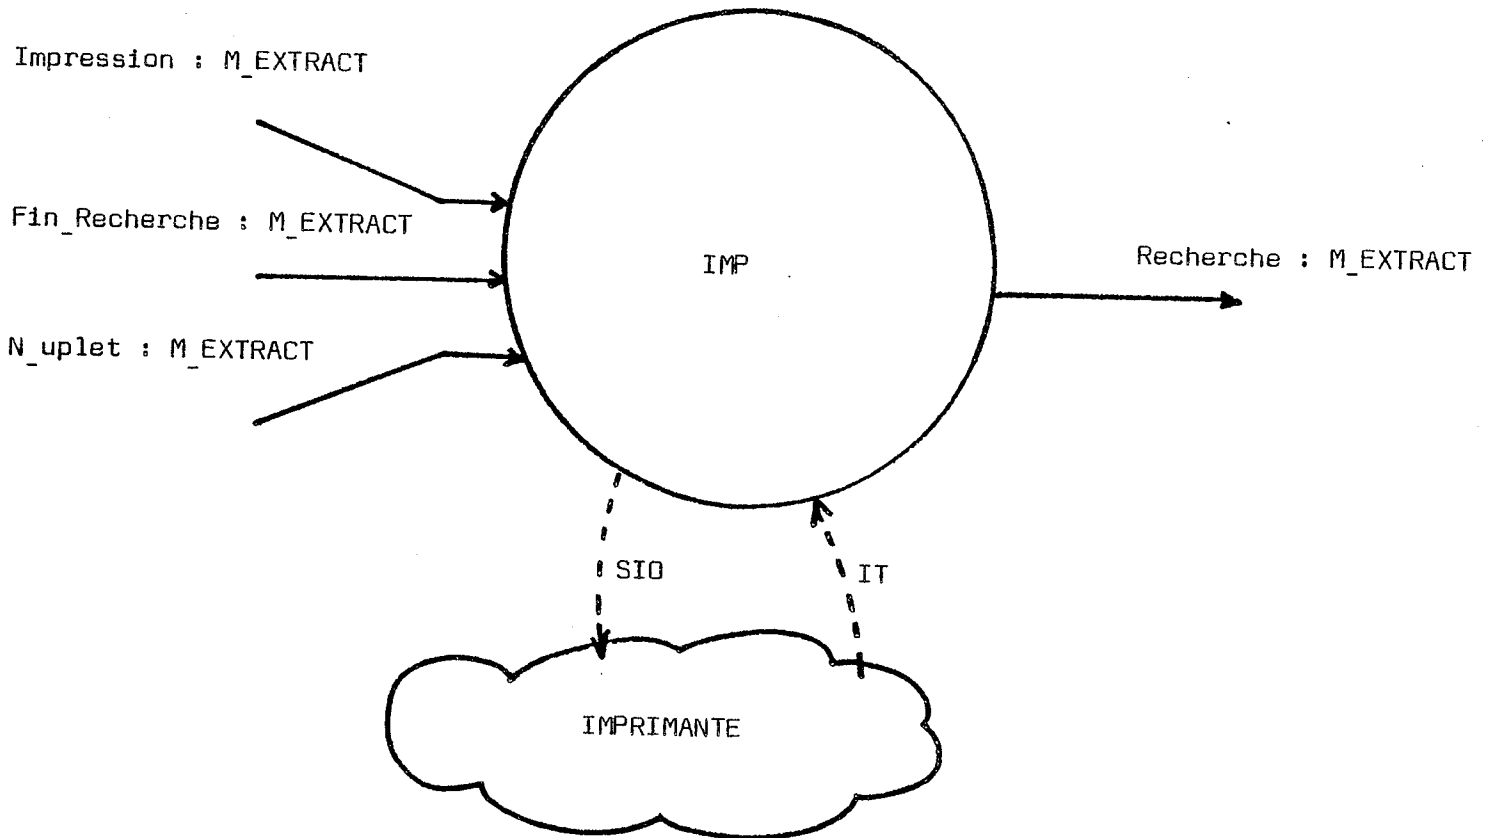 Impression : M_EXTRACT
Fin_Recherche : M_EXTRACT
IMP
Recherche : M_EXTRACT
N_uplet : M_EXTRACT
SIO
IT
IMPRIMANTE